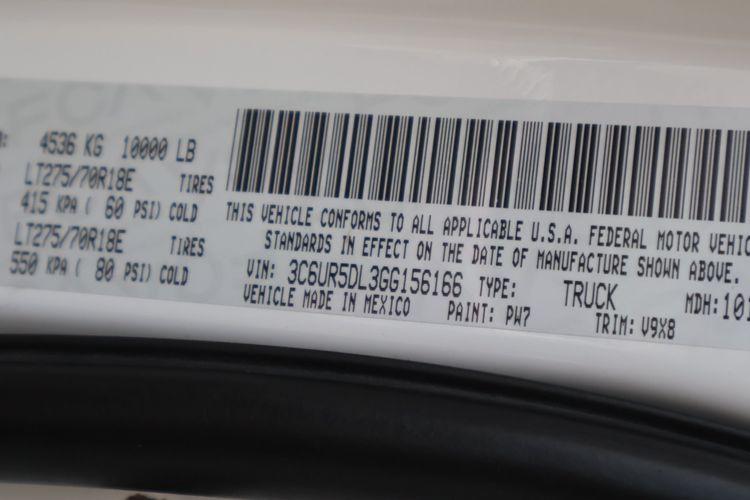 4536 KG 10000 LB
LT275/70R18E TIRES
415 KPA ( 60 PSI) COLD
LT275/70R18E TIRES
550 KPA ( 80 PSI) COLD
THIS VEHICLE CONFORMS TO ALL APPLICABLE U.S.A. FEDERAL MOTOR VEHIC
STANDARDS IN EFFECT ON THE DATE OF MANUFACTURE SHOWN ABOVE.
VIN: 3C6UR5DL3GG156166 TYPE: TRUCK MDH:101
VEHICLE MADE IN MEXICO PAINT: PW7 TRIM: V9X8